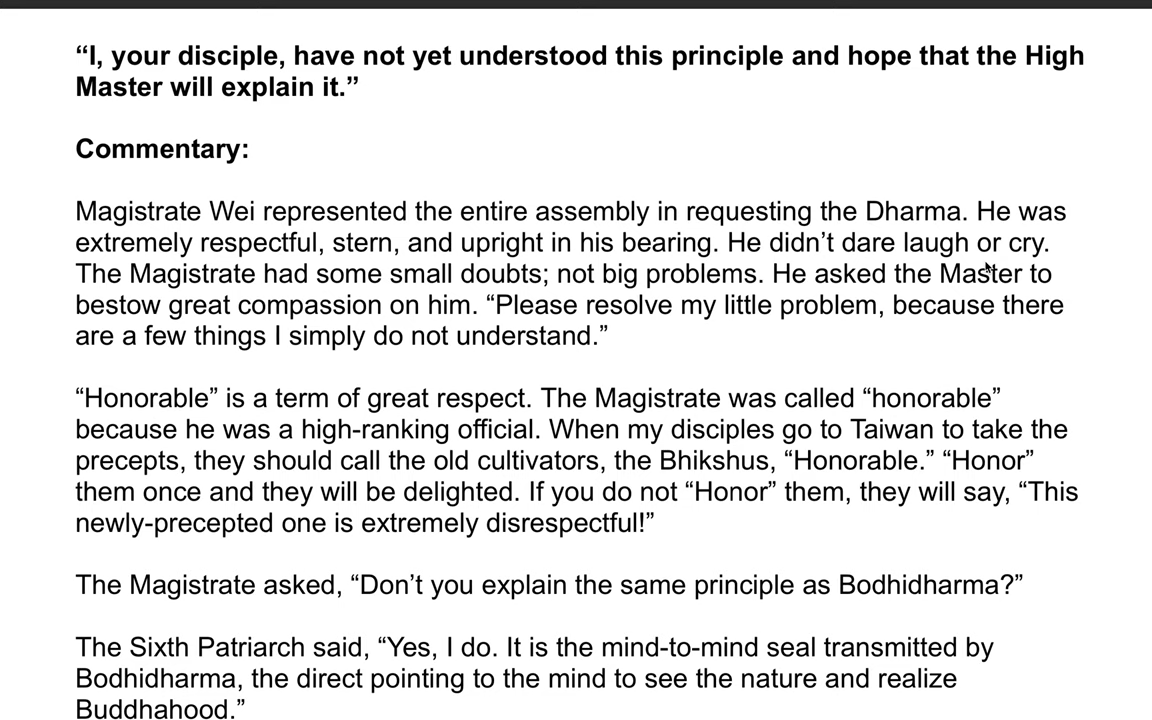 “I, your disciple, have not yet understood this principle and hope that the High
Master will explain it.”
Commentary:
Magistrate Wei represented the entire assembly in requesting the Dharma. He was
extremely respectful, stern, and upright in his bearing. He didn’t dare laugh or cry.
The Magistrate had some small doubts; not big problems. He asked the Master to
bestow great compassion on him. “Please resolve my little problem, because there
are a few things I simply do not understand.”
“Honorable” is a term of great respect. The Magistrate was called “honorable”
because he was a high-ranking official. When my disciples go to Taiwan to take the
precepts, they should call the old cultivators, the Bhikshus, “Honorable.” “Honor”
them once and they will be delighted. If you do not “Honor” them, they will say, “This
newly-precepted one is extremely disrespectful!”
The Magistrate asked, “Don’t you explain the same principle as Bodhidharma?”
The Sixth Patriarch said, “Yes, I do. It is the mind-to-mind seal transmitted by
Bodhidharma, the direct pointing to the mind to see the nature and realize
Buddhahood.”